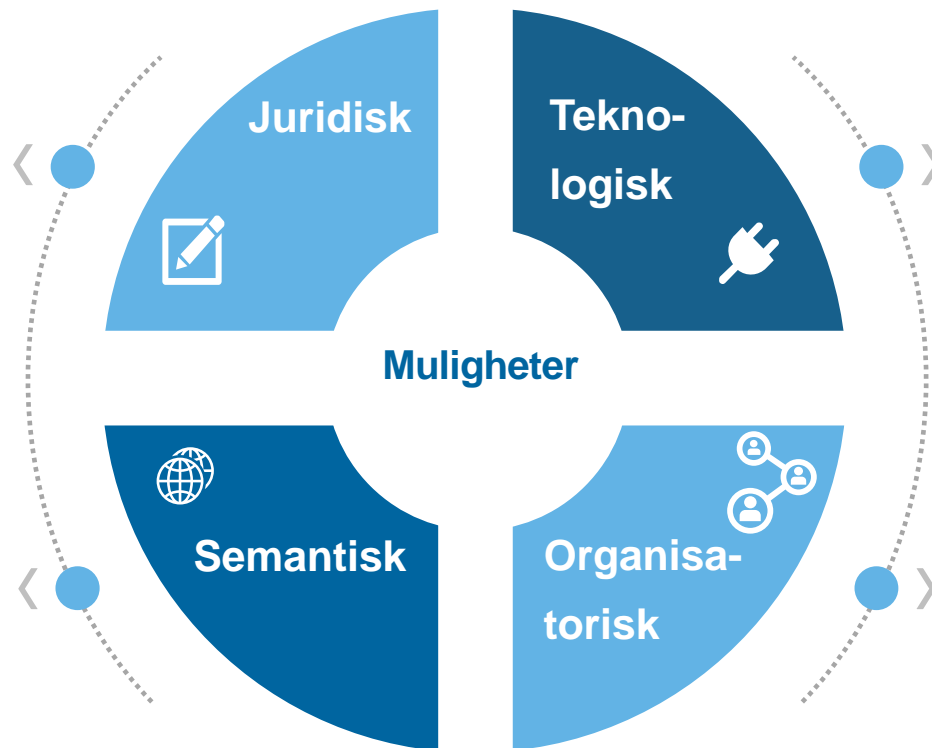 Juridisk
Tekno-
logisk
Muligheter
Semantisk
Organisa-
torisk